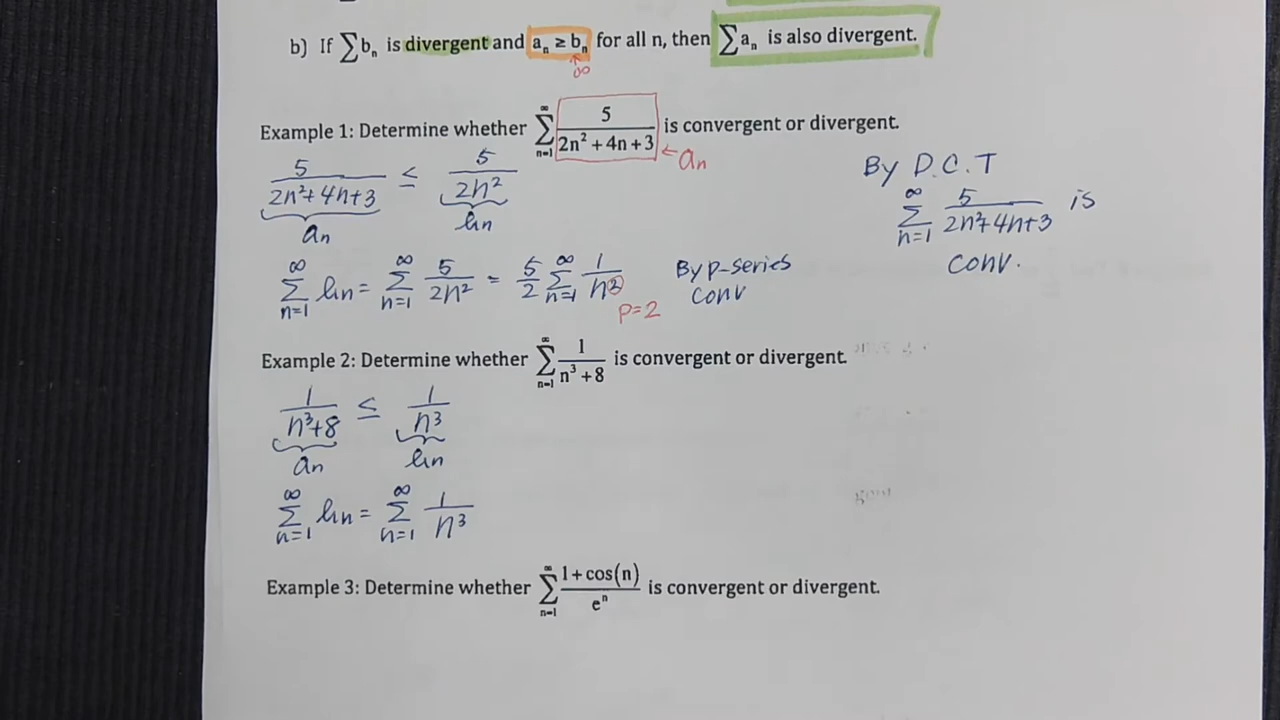 b) If ∑bₙ is divergent and aₙ ≥ bₙ for all n, then ∑aₙ is also divergent.
∞
Example 1: Determine whether ∑_{n=1}^{∞} 5/(2n² + 4n + 3) is convergent or divergent.
← aₙ
5/(2n²+4n+3) ≤ 5/(2n²)
aₙ bₙ
∑_{n=1}^{∞} bₙ = ∑_{n=1}^{∞} 5/(2n²) = 5/2 ∑_{n=1}^{∞} 1/n² By p-series
p=2 conv
By D.C.T
∑_{n=1}^{∞} 5/(2n²+4n+3) is
conv.
Example 2: Determine whether ∑_{n=1}^{∞} 1/(n³ + 8) is convergent or divergent.
1/(n³+8) ≤ 1/n³
aₙ bₙ
∑_{n=1}^{∞} bₙ = ∑_{n=1}^{∞} 1/n³
Example 3: Determine whether ∑_{n=1}^{∞} (1 + cos(n))/eⁿ is convergent or divergent.